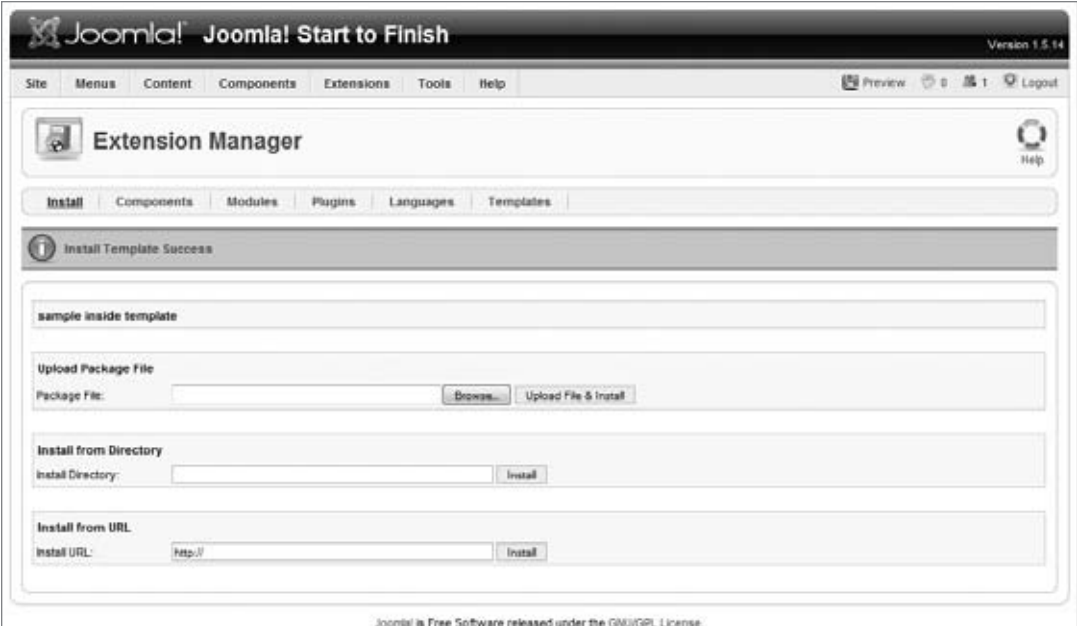 Joomla! Joomla! Start to Finish
Version 1.5.14
Site Menus Content Components Extensions Tools Help Preview 0 1 Logout
Extension Manager
Help
Install Components Modules Plugins Languages Templates
Install Template Success
sample inside template
Upload Package File
Package File: Browse... Upload File & Install
Install from Directory
Install Directory: Install
Install from URL
Install URL: http:// Install
Joomla! is Free Software released under the GNU/GPL License.